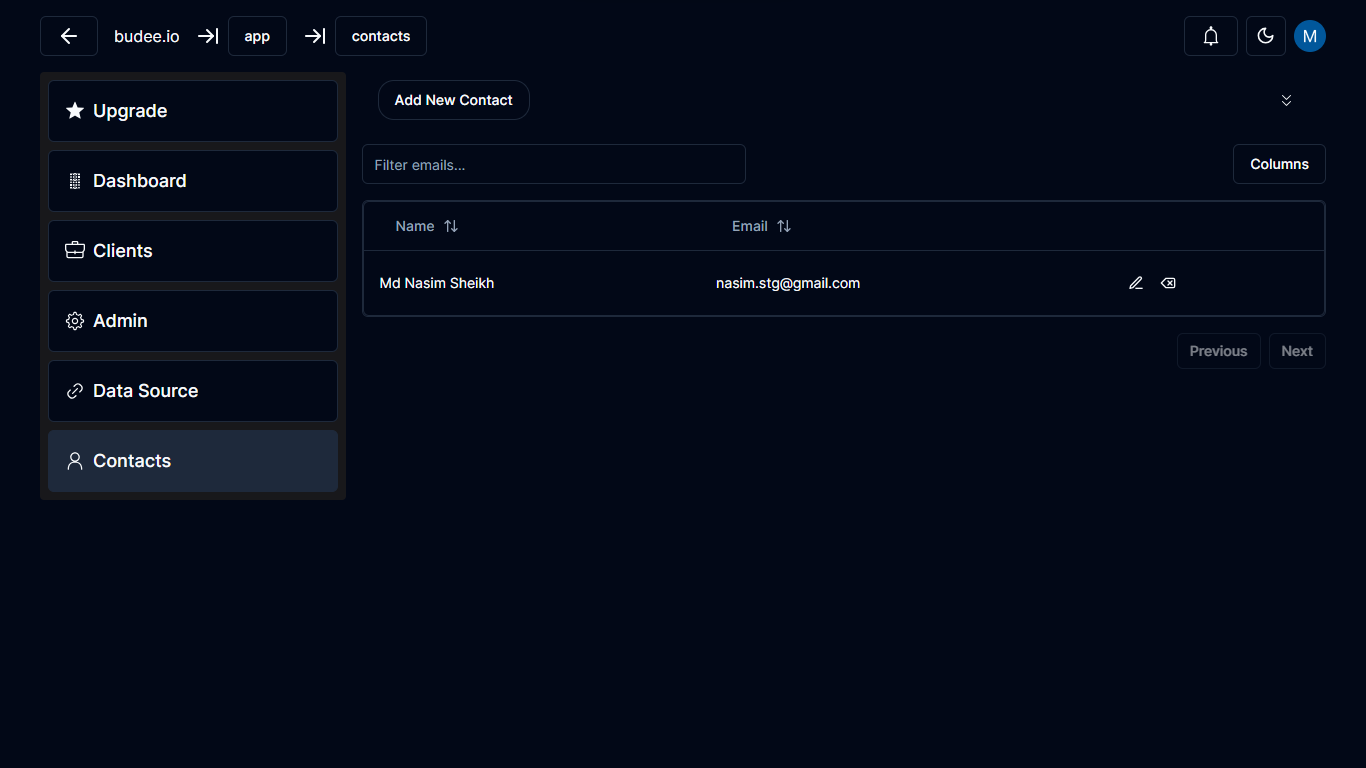 budee.io app contacts M
Upgrade
Dashboard
Clients
Admin
Data Source
Contacts
Add New Contact
Filter emails...
Columns
Name Email
Md Nasim Sheikh nasim.stg@gmail.com
Previous Next